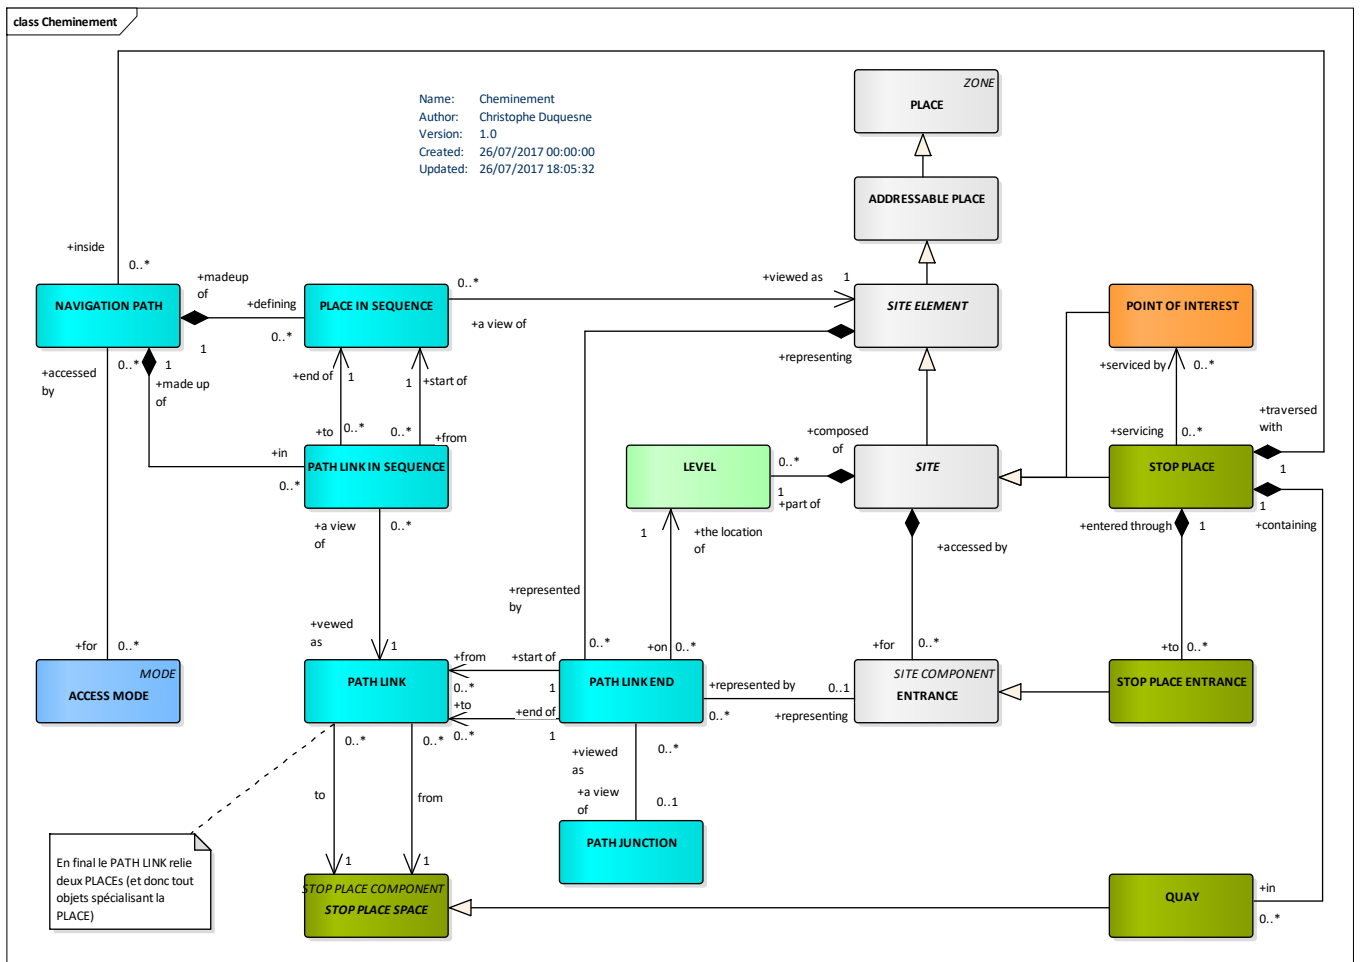 class Cheminement
Name: Cheminement
Author: Christophe Duquesne
Version: 1.0
Created: 26/07/2017 00:00:00
Updated: 26/07/2017 18:05:32
ZONE
PLACE
ADDRESSABLE PLACE
+inside
0..*
+madeup
of
+defining
0..*
1
NAVIGATION PATH
PLACE IN SEQUENCE
0..*
+a view of
+viewed as
1
SITE ELEMENT
+representing
POINT OF INTEREST
+serviced by
0..*
+accessed
by
0..*
1
+made up
of
+end of
1
1
+start of
+to
0..*
0..*
+from
+in
0..*
PATH LINK IN SEQUENCE
+a view
of
0..*
LEVEL
0..*
+composed
of
1
+part of
SITE
+servicing
0..*
STOP PLACE
+traversed
with
1
1
+containing
+entered through
1
1
+the location
of
+accessed by
+represented
by
0..*
+on
0..*
+for
0..*
+to
0..*
+vewed
as
1
+for
0..*
MODE
ACCESS MODE
PATH LINK
+from
0..*
+start of
1
+to
0..*
+end of
1
PATH LINK END
+represented by
0..*
0..1
+representing
SITE COMPONENT
ENTRANCE
STOP PLACE ENTRANCE
0..*
0..*
to
from
1
1
+viewed
as
0..*
+a view
of
0..1
PATH JUNCTION
En final le PATH LINK relie
deux PLACEs (et donc tout
objets spécialisant la
PLACE)
STOP PLACE COMPONENT
STOP PLACE SPACE
QUAY
+in
0..*